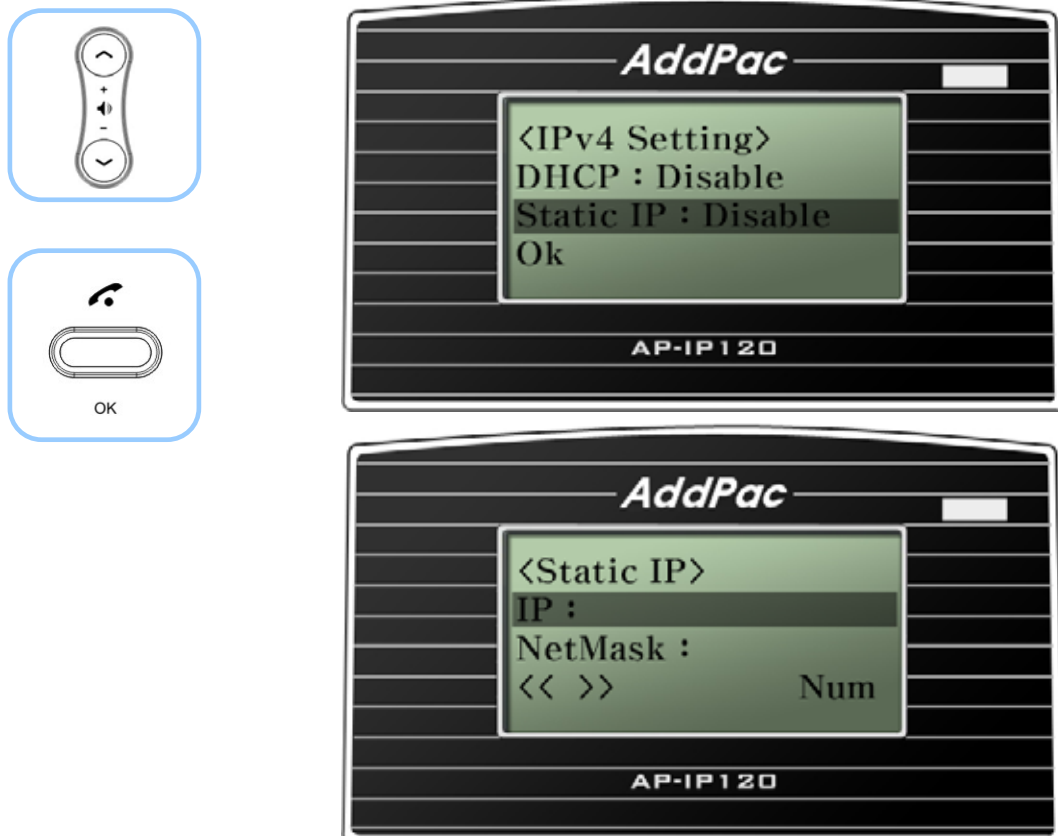 +
-
OK
AddPac
<IPv4 Setting>
DHCP : Disable
Static IP : Disable
Ok
AP-IP120
AddPac
<Static IP>
IP :
NetMask :
<< >> Num
AP-IP120